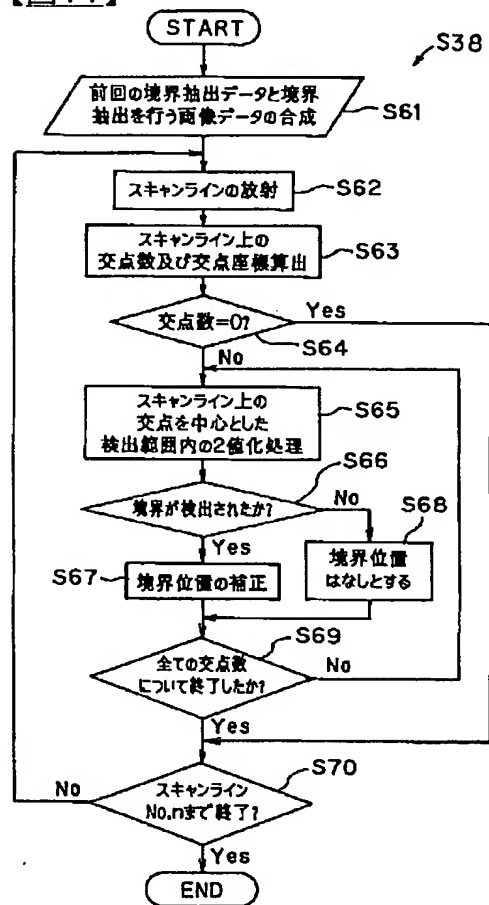 START
S38
前回の境界抽出データと境界
抽出を行う画像データの合成
S61
スキャンラインの放射
S62
スキャンライン上の
交点数及び交点座標算出
S63
交点数=0?
Yes
S64
No
スキャンライン上の
交点を中心とした
検出範囲内の2値化処理
S65
S66
境界が検出されたか?
No
S68
Yes
S67
境界位置の補正
境界位置
はなしとする
S69
全ての交点数
について終了したか?
No
Yes
S70
No
スキャンライン
No.nまで終了?
Yes
END